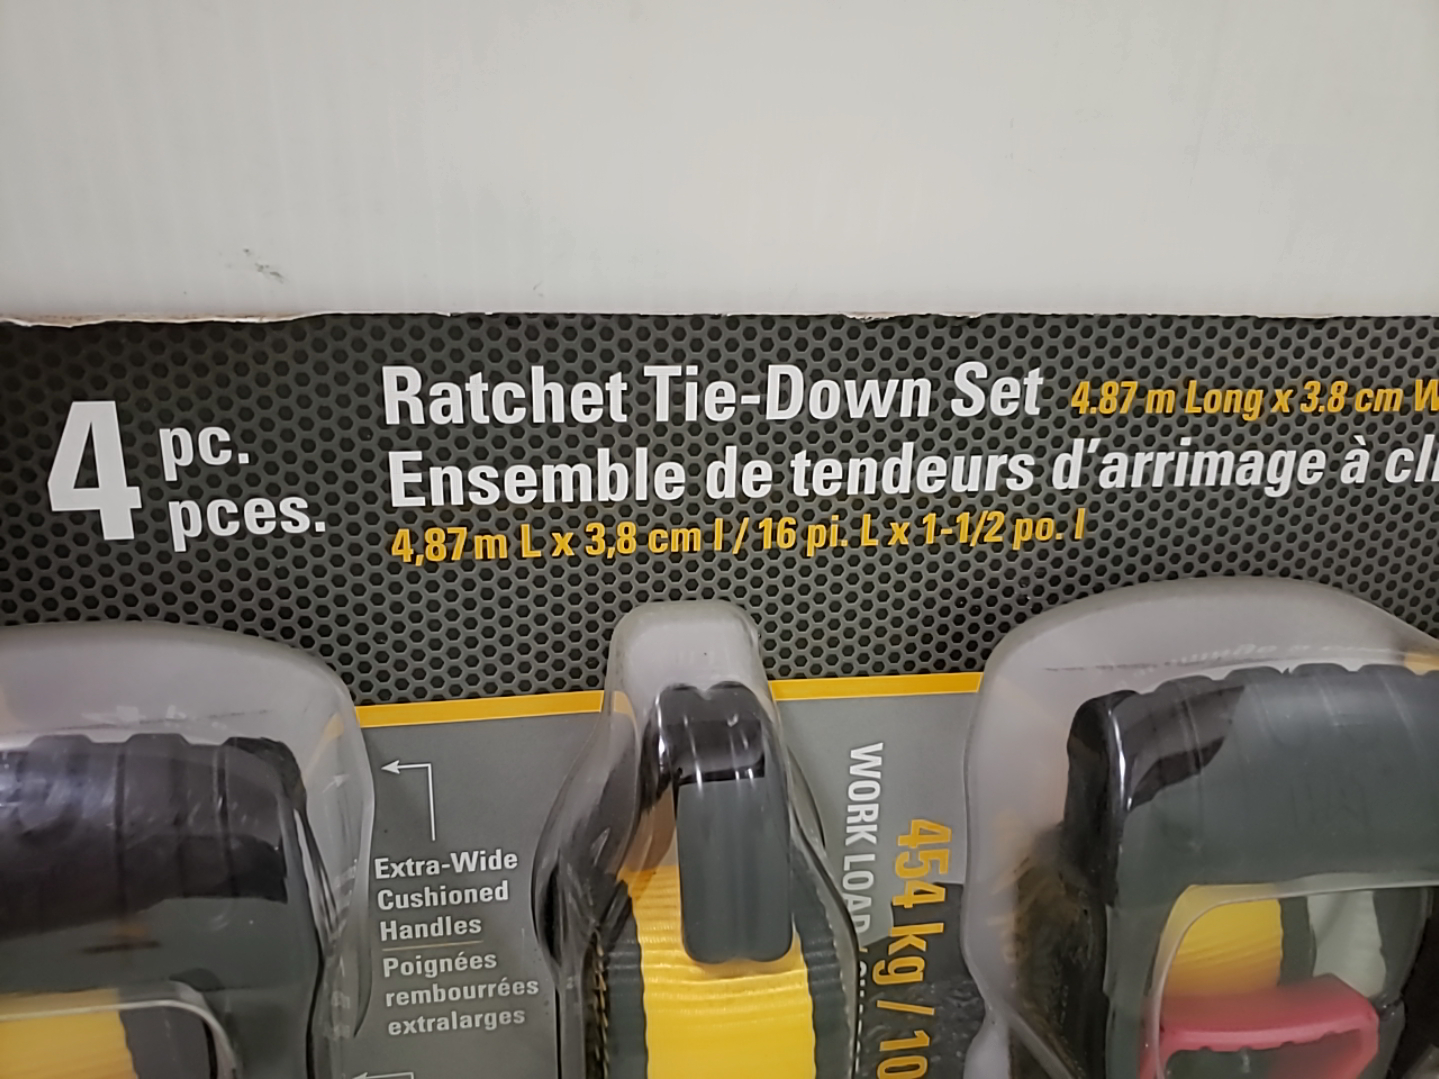 4 pc.
pces.
Ratchet Tie-Down Set 4.87 m Long x 3.8 cm
Ensemble de tendeurs d'arrimage à
4,87 m L x 3,8 cm l / 16 pi. L x 1-1/2 po. l
Extra-Wide
Cushioned
Handles
Poignées
rembourrées
extralarges
WORK LOAD
454 kg /